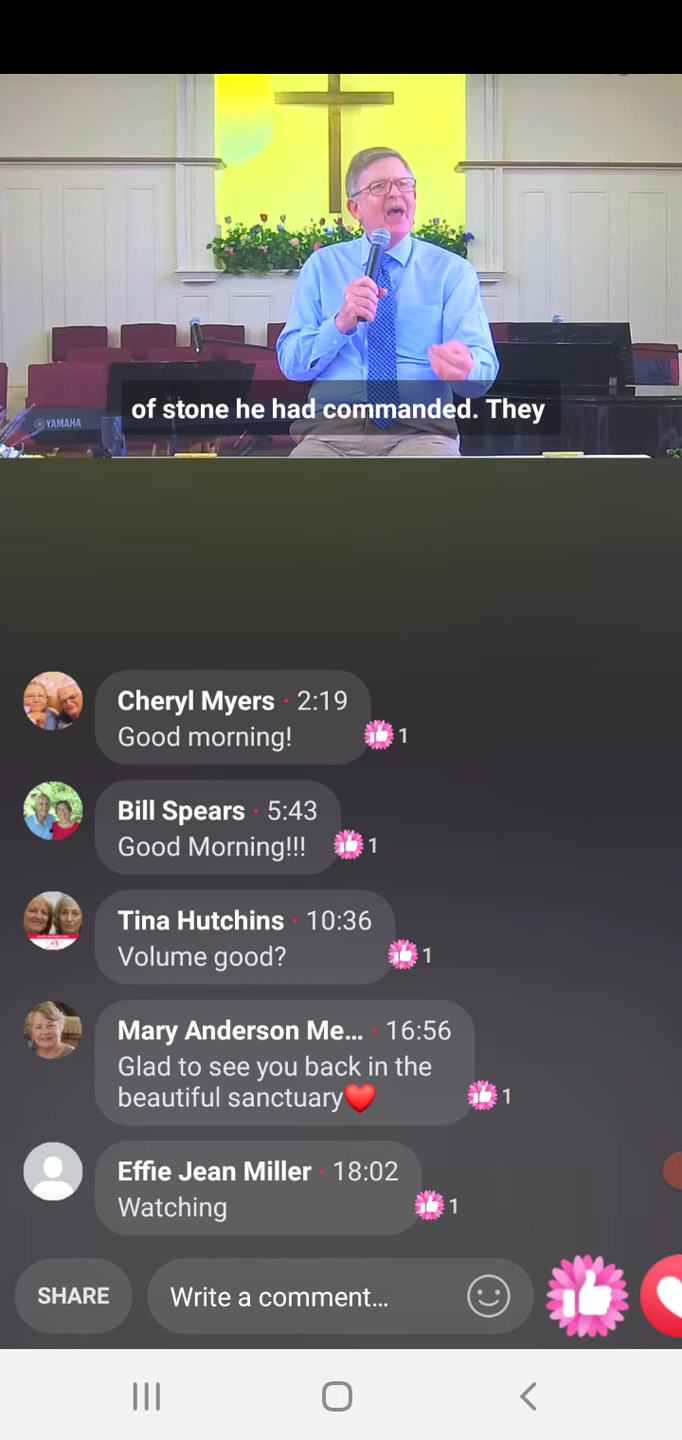 YAMAHA
of stone he had commanded. They
Cheryl Myers · 2:19
Good morning!
1
Bill Spears · 5:43
Good Morning!!!
1
Tina Hutchins · 10:36
Volume good?
1
Mary Anderson Me... · 16:56
Glad to see you back in the
beautiful sanctuary❤️
1
Effie Jean Miller · 18:02
Watching
1
SHARE
Write a comment...